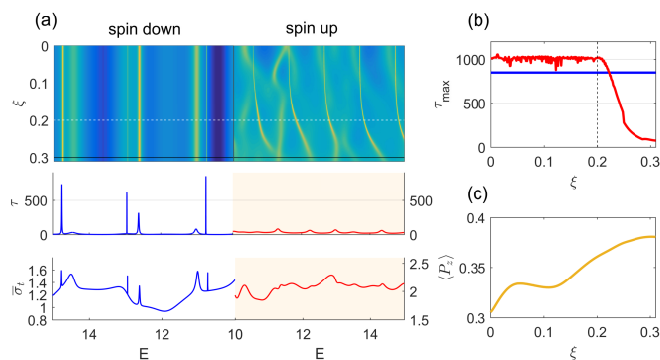 (a)
spin down spin up
0
0.1
0.2
0.3
ξ
τ
500
0
500
0
σ̄t
1.6
1.4
1.2
1
0.8
2.5
2
1.5
14 12 10 12 14
E E
(b)
τmax
1000
500
0
0 0.1 0.2 0.3
ξ
(c)
⟨Pz⟩
0.4
0.35
0.3
0 0.1 0.2 0.3
ξ